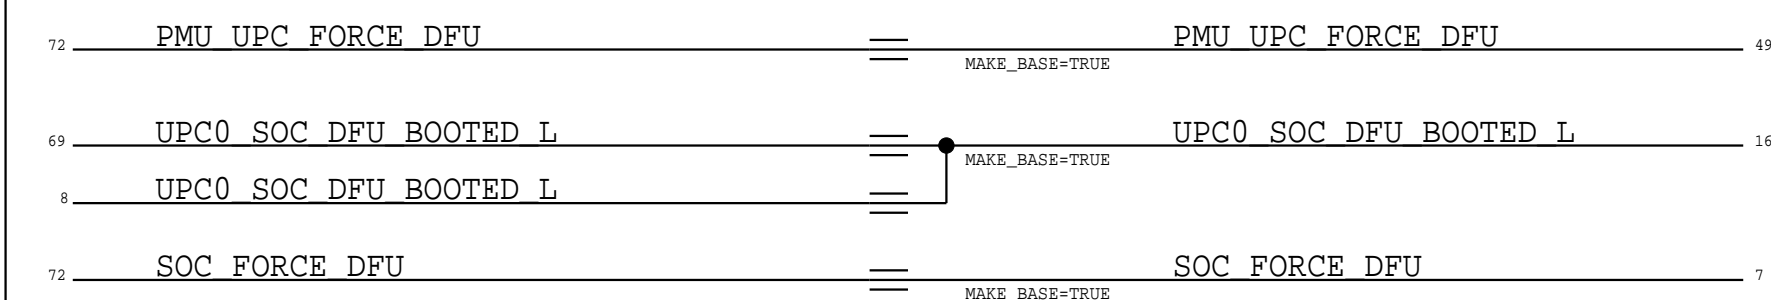 72 PMU_UPC_FORCE_DFU PMU_UPC_FORCE_DFU 49
MAKE_BASE=TRUE
69 UPC0_SOC_DFU_BOOTED_L UPC0_SOC_DFU_BOOTED_L 16
MAKE_BASE=TRUE
8 UPC0_SOC_DFU_BOOTED_L
72 SOC_FORCE_DFU SOC_FORCE_DFU 7
MAKE_BASE=TRUE